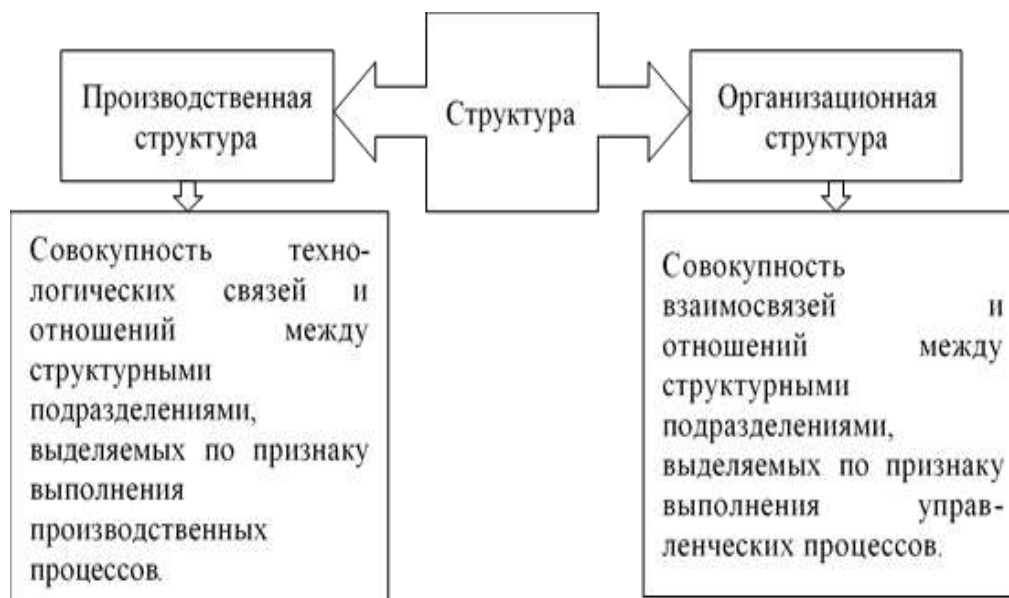 Производственная
структура
Структура
Организационная
структура
Совокупность техно-
логических связей и
отношений между
структурными
подразделениями,
выделяемых по признаку
выполнения
производственных
процессов.
Совокупность
взаимосвязей и
отношений между
структурными
подразделениями,
выделяемых по признаку
выполнения управ-
ленческих процессов.